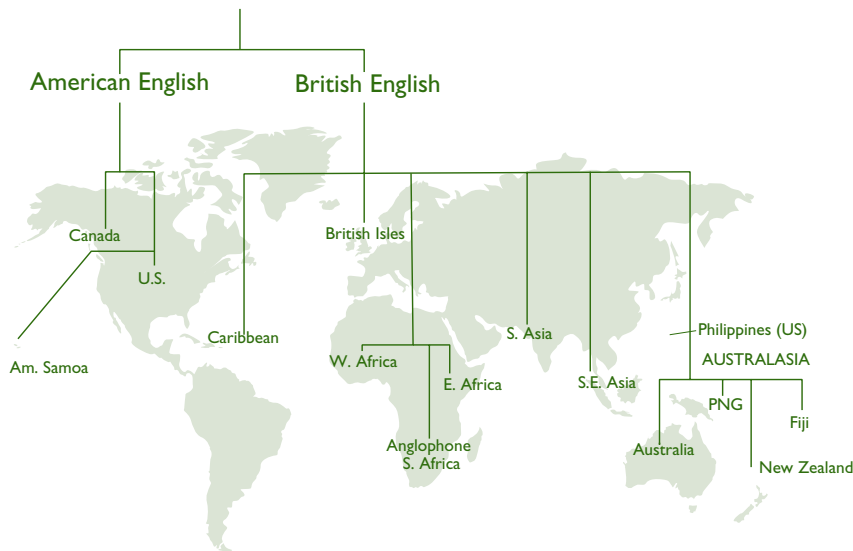 American English
British English
Canada
British Isles
U.S.
Caribbean
S. Asia
Philippines (US)
Am. Samoa
W. Africa
AUSTRALASIA
E. Africa
S.E. Asia
PNG
Fiji
Anglophone
S. Africa
Australia
New Zealand